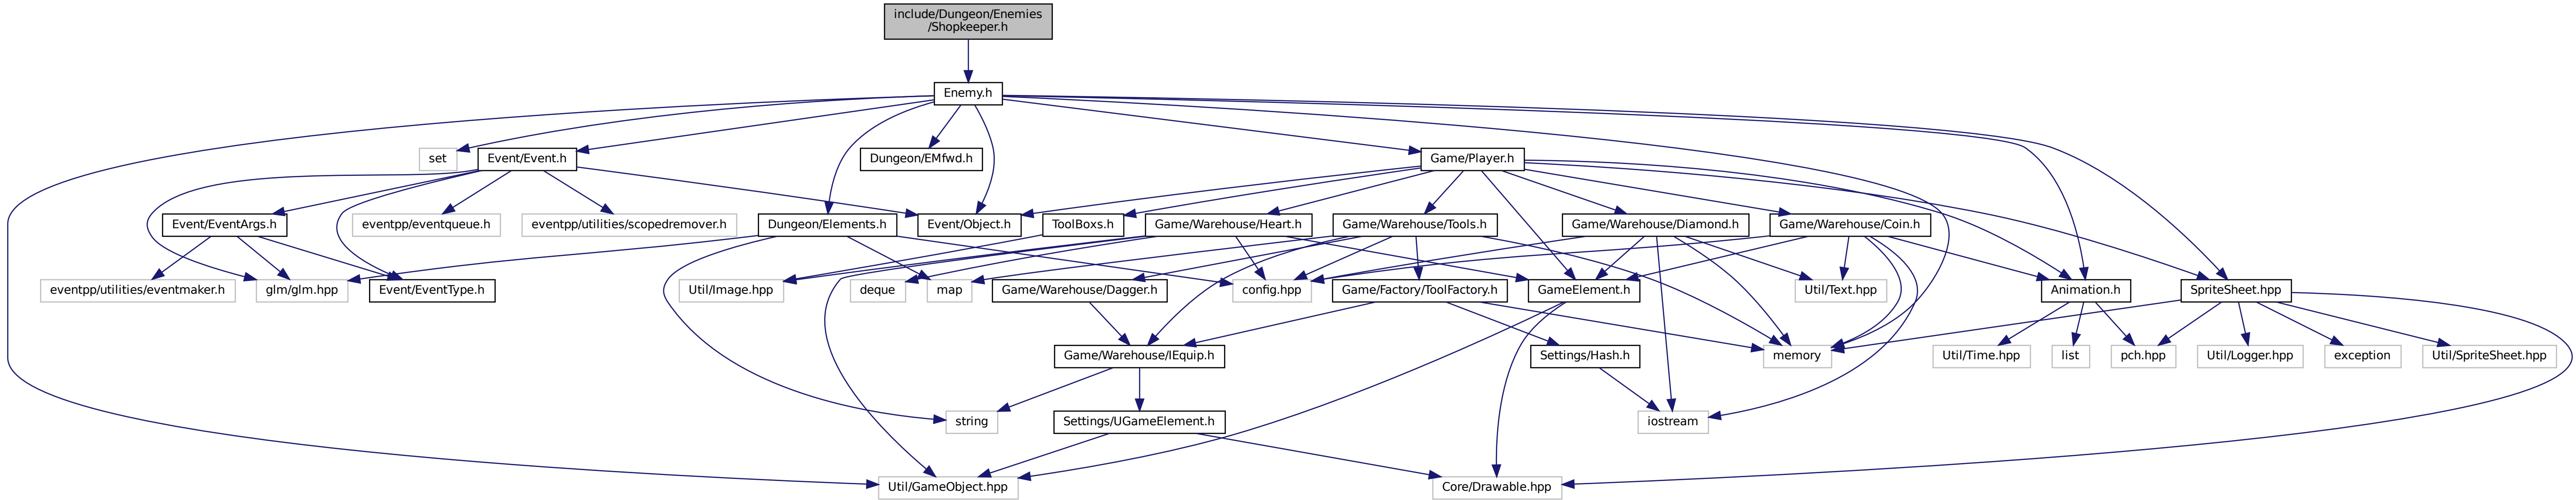 include/Dungeon/Enemies
/Shopkeeper.h
Enemy.h
set
Event/Event.h
Dungeon/EMfwd.h
Game/Player.h
Event/EventArgs.h
eventpp/eventqueue.h
eventpp/utilities/scopedremover.h
Dungeon/Elements.h
Event/Object.h
ToolBoxs.h
Game/Warehouse/Heart.h
Game/Warehouse/Tools.h
Game/Warehouse/Diamond.h
Game/Warehouse/Coin.h
eventpp/utilities/eventmaker.h
glm/glm.hpp
Event/EventType.h
Util/Image.hpp
deque
map
Game/Warehouse/Dagger.h
config.hpp
Game/Factory/ToolFactory.h
GameElement.h
Util/Text.hpp
Animation.h
SpriteSheet.hpp
Game/Warehouse/IEquip.h
Settings/Hash.h
memory
Util/Time.hpp
list
pch.hpp
Util/Logger.hpp
exception
Util/SpriteSheet.hpp
string
Settings/UGameElement.h
iostream
Util/GameObject.hpp
Core/Drawable.hpp